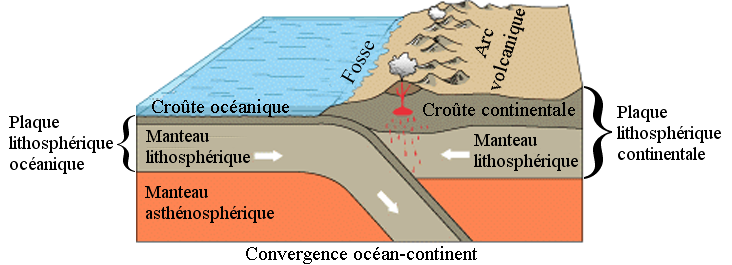 Fosse
Arc
volcanique
Croûte océanique
Croûte continentale
Plaque
lithosphérique
océanique
Manteau
lithosphérique
Manteau
lithosphérique
Plaque
lithosphérique
continentale
Manteau
asthénosphérique
Convergence océan-continent